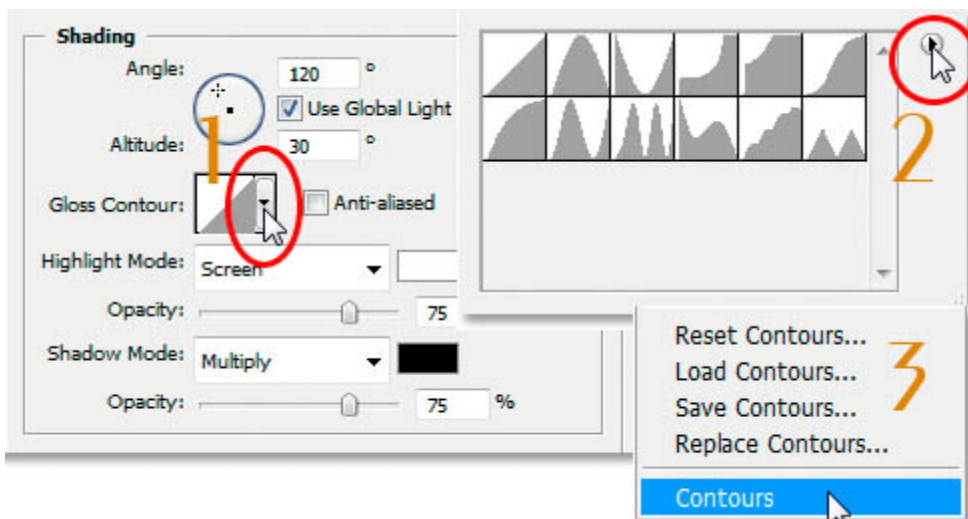 Shading
Angle: 120 °
Use Global Light
Altitude: 30 °
1
Gloss Contour: Anti-aliased
Highlight Mode: Screen
Opacity: 75
Shadow Mode: Multiply
Opacity: 75 %
2
Reset Contours...
Load Contours...
3
Save Contours...
Replace Contours...
Contours